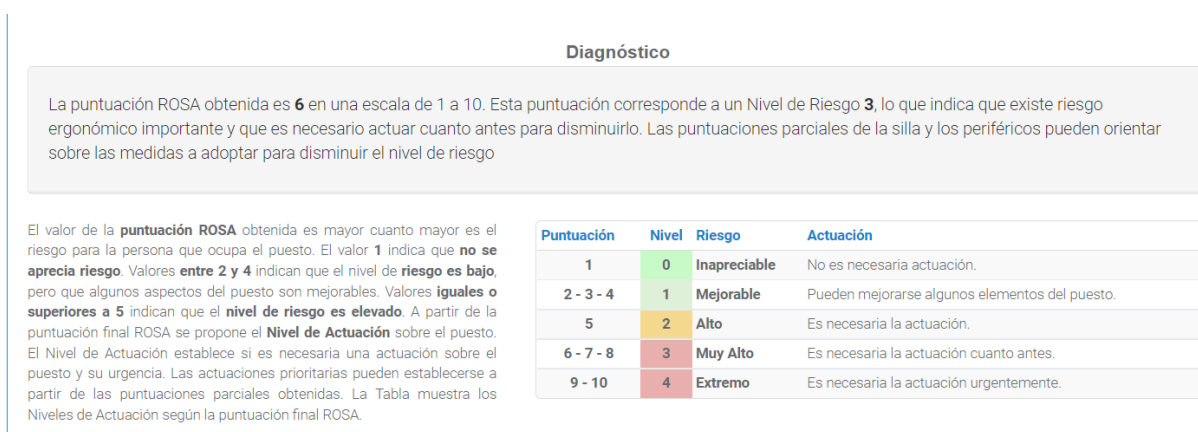 Diagnóstico
La puntuación ROSA obtenida es 6 en una escala de 1 a 10. Esta puntuación corresponde a un Nivel de Riesgo 3, lo que indica que existe riesgo
ergonómico importante y que es necesario actuar cuanto antes para disminuirlo. Las puntuaciones parciales de la silla y los periféricos pueden orientar
sobre las medidas a adoptar para disminuir el nivel de riesgo
El valor de la puntuación ROSA obtenida es mayor cuanto mayor es el
riesgo para la persona que ocupa el puesto. El valor 1 indica que no se
aprecia riesgo. Valores entre 2 y 4 indican que el nivel de riesgo es bajo,
pero que algunos aspectos del puesto son mejorables. Valores iguales o
superiores a 5 indican que el nivel de riesgo es elevado. A partir de la
puntuación final ROSA se propone el Nivel de Actuación sobre el puesto.
El Nivel de Actuación establece si es necesaria una actuación sobre el
puesto y su urgencia. Las actuaciones prioritarias pueden establecerse a
partir de las puntuaciones parciales obtenidas. La Tabla muestra los
Niveles de Actuación según la puntuación final ROSA.
Puntuación Nivel Riesgo Actuación
1 0 Inapreciable No es necesaria actuación.
2 - 3 - 4 1 Mejorable Pueden mejorarse algunos elementos del puesto.
5 2 Alto Es necesaria la actuación.
6 - 7 - 8 3 Muy Alto Es necesaria la actuación cuanto antes.
9 - 10 4 Extremo Es necesaria la actuación urgentemente.